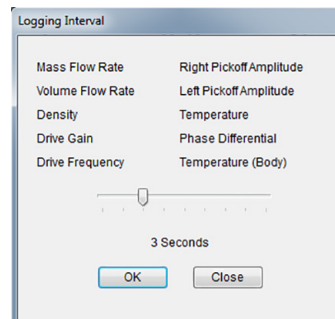 Logging Interval
Mass Flow Rate Right Pickoff Amplitude
Volume Flow Rate Left Pickoff Amplitude
Density Temperature
Drive Gain Phase Differential
Drive Frequency Temperature (Body)
3 Seconds
OK Close